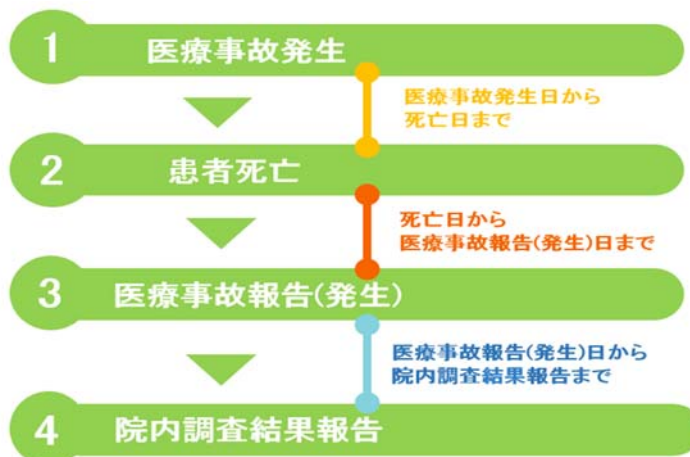 1 医療事故発生
医療事故発生日から
死亡日まで
2 患者死亡
死亡日から
医療事故報告(発生)日まで
3 医療事故報告(発生)
医療事故報告(発生)日から
院内調査結果報告まで
4 院内調査結果報告